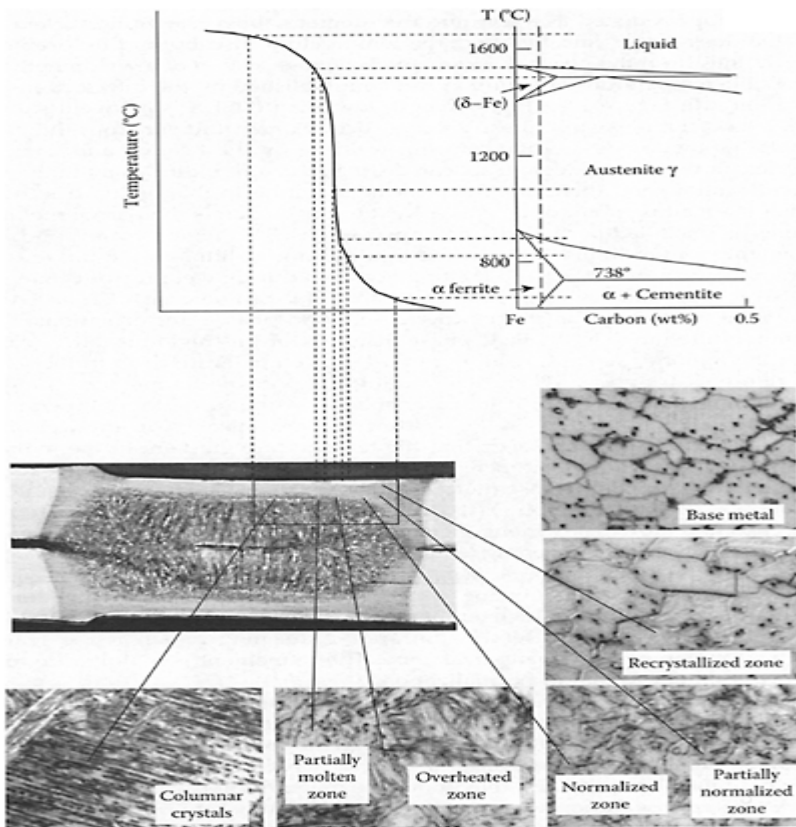 T (°C)
1600
Liquid
(δ–Fe)
Temperature (°C)
1200
Austenite γ
800
738°
α ferrite
α + Cementite
Fe
Carbon (wt%)
0.5
Base metal
Recrystallized zone
Columnar
crystals
Partially
molten
zone
Overheated
zone
Normalized
zone
Partially
normalized
zone